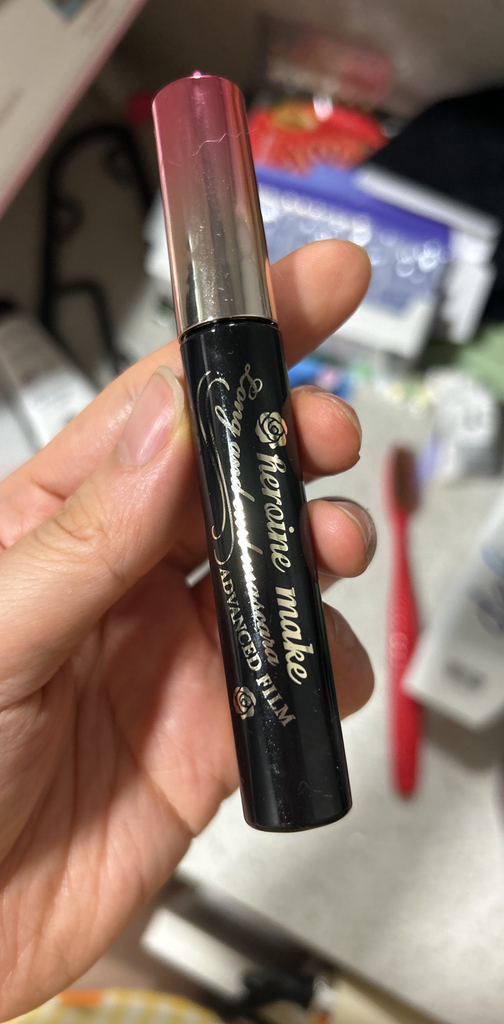 heroine make
Long and curl mascara
ADVANCED FILM